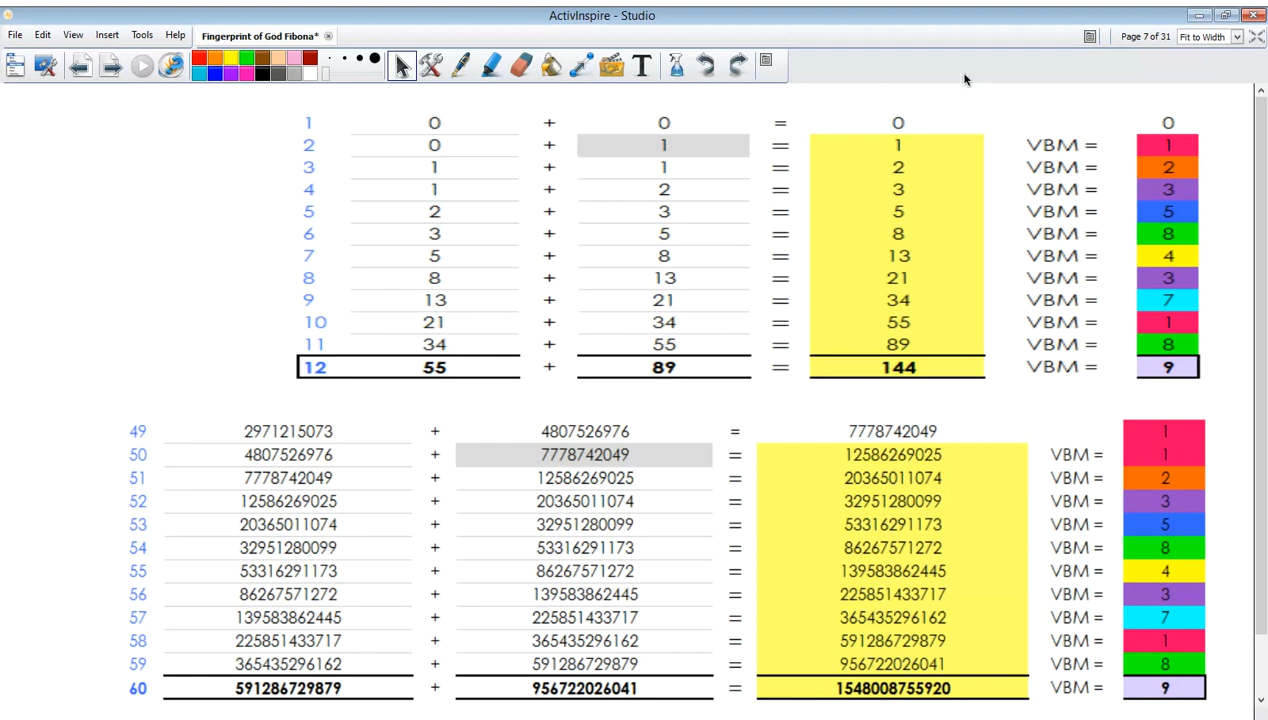 ActivInspire - Studio
File Edit View Insert Tools Help Fingerprint of God Fibona* Page 7 of 31 Fit to Width
1 0 + 0 = 0 0
2 0 + 1 = 1 VBM = 1
3 1 + 1 = 2 VBM = 2
4 1 + 2 = 3 VBM = 3
5 2 + 3 = 5 VBM = 5
6 3 + 5 = 8 VBM = 8
7 5 + 8 = 13 VBM = 4
8 8 + 13 = 21 VBM = 3
9 13 + 21 = 34 VBM = 7
10 21 + 34 = 55 VBM = 1
11 34 + 55 = 89 VBM = 8
12 55 + 89 = 144 VBM = 9
49 2971215073 + 4807526976 = 7778742049 1
50 4807526976 + 7778742049 = 12586269025 VBM = 1
51 7778742049 + 12586269025 = 20365011074 VBM = 2
52 12586269025 + 20365011074 = 32951280099 VBM = 3
53 20365011074 + 32951280099 = 53316291173 VBM = 5
54 32951280099 + 53316291173 = 86267571272 VBM = 8
55 53316291173 + 86267571272 = 139583862445 VBM = 4
56 86267571272 + 139583862445 = 225851433717 VBM = 3
57 139583862445 + 225851433717 = 365435296162 VBM = 7
58 225851433717 + 365435296162 = 591286729879 VBM = 1
59 365435296162 + 591286729879 = 956722026041 VBM = 8
60 591286729879 + 956722026041 = 1548008755920 VBM = 9